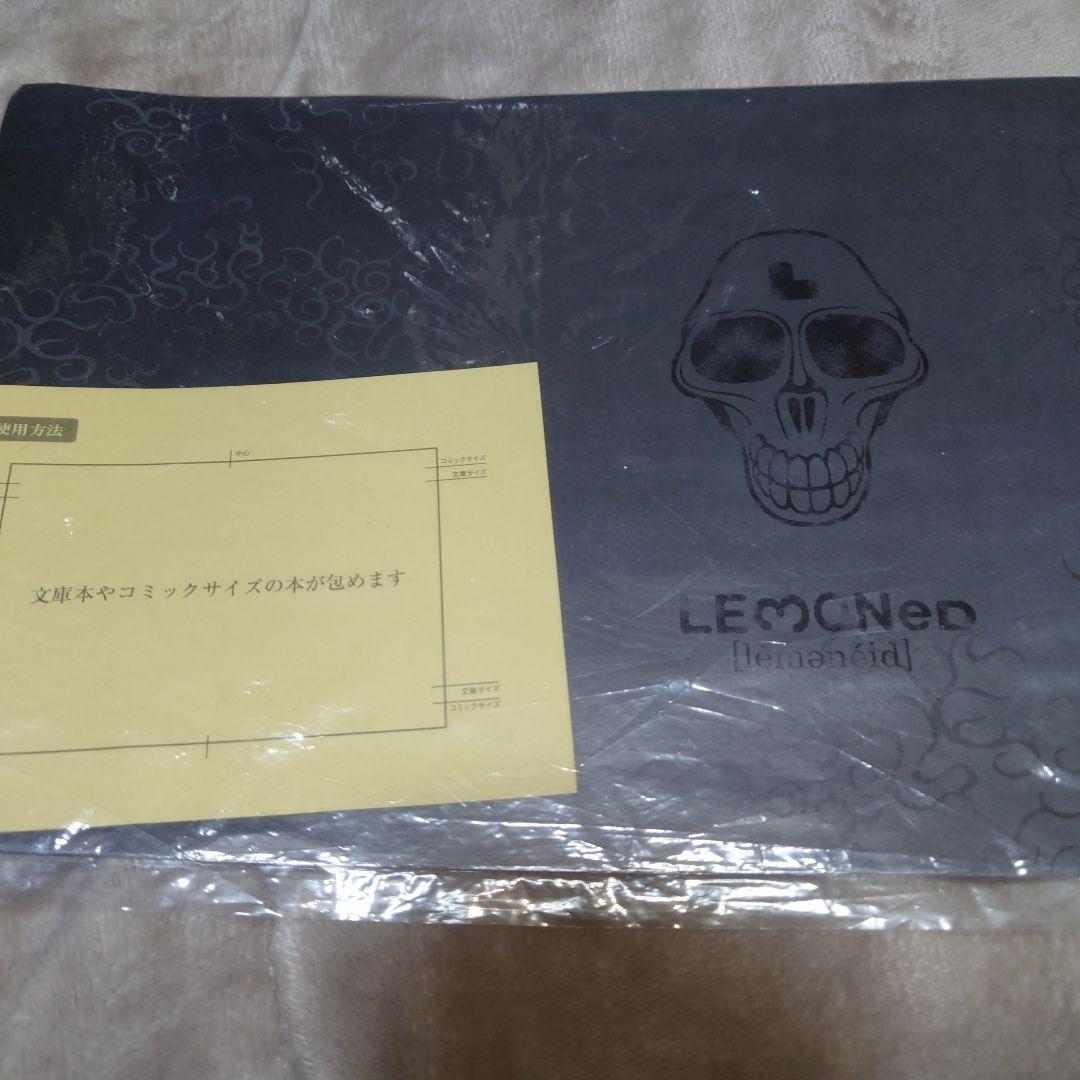 使用方法
中心
コミックサイズ
文庫サイズ
文庫本やコミックサイズの本が包めます
文庫サイズ
コミックサイズ
L
LEMONeD
[lèmənéid]